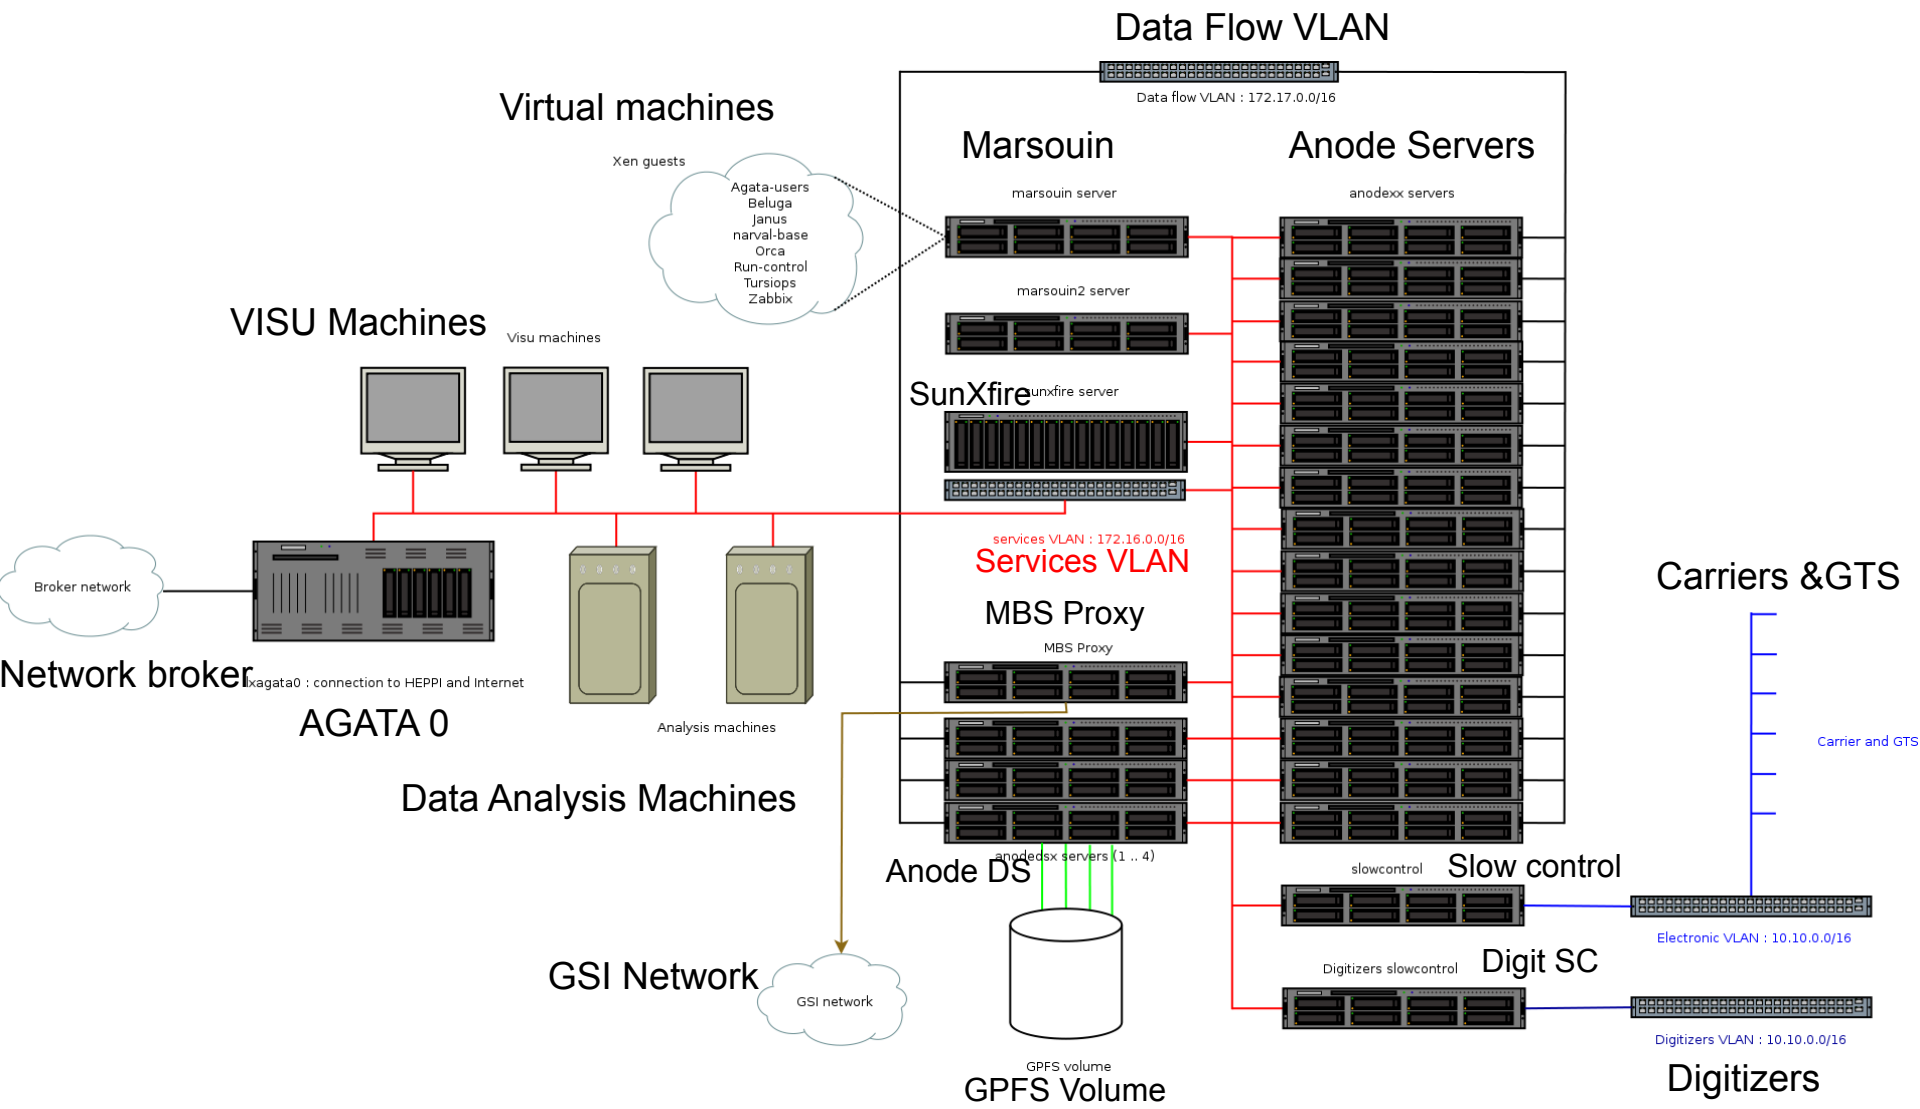 Data Flow VLAN
Data flow VLAN : 172.17.0.0/16
Virtual machines
Xen guests
Agata-users
Beluga
Janus
narval-base
Orca
Run-control
Tursiops
Zabbix
Marsouin
marsouin server
marsouin2 server
Anode Servers
anodexx servers
VISU Machines
Visu machines
SunXfire
sunxfire server
services VLAN : 172.16.0.0/16
Services VLAN
Broker network
Network broker
lxagata0 : connection to HEPPI and Internet
AGATA 0
Analysis machines
Data Analysis Machines
MBS Proxy
MBS Proxy
anodedsx servers (1 .. 4)
Anode DS
GSI Network
GSI network
GPFS volume
GPFS Volume
Carriers &GTS
Carrier and GTS
slowcontrol
Slow control
Electronic VLAN : 10.10.0.0/16
Digitizers slowcontrol
Digit SC
Digitizers VLAN : 10.10.0.0/16
Digitizers